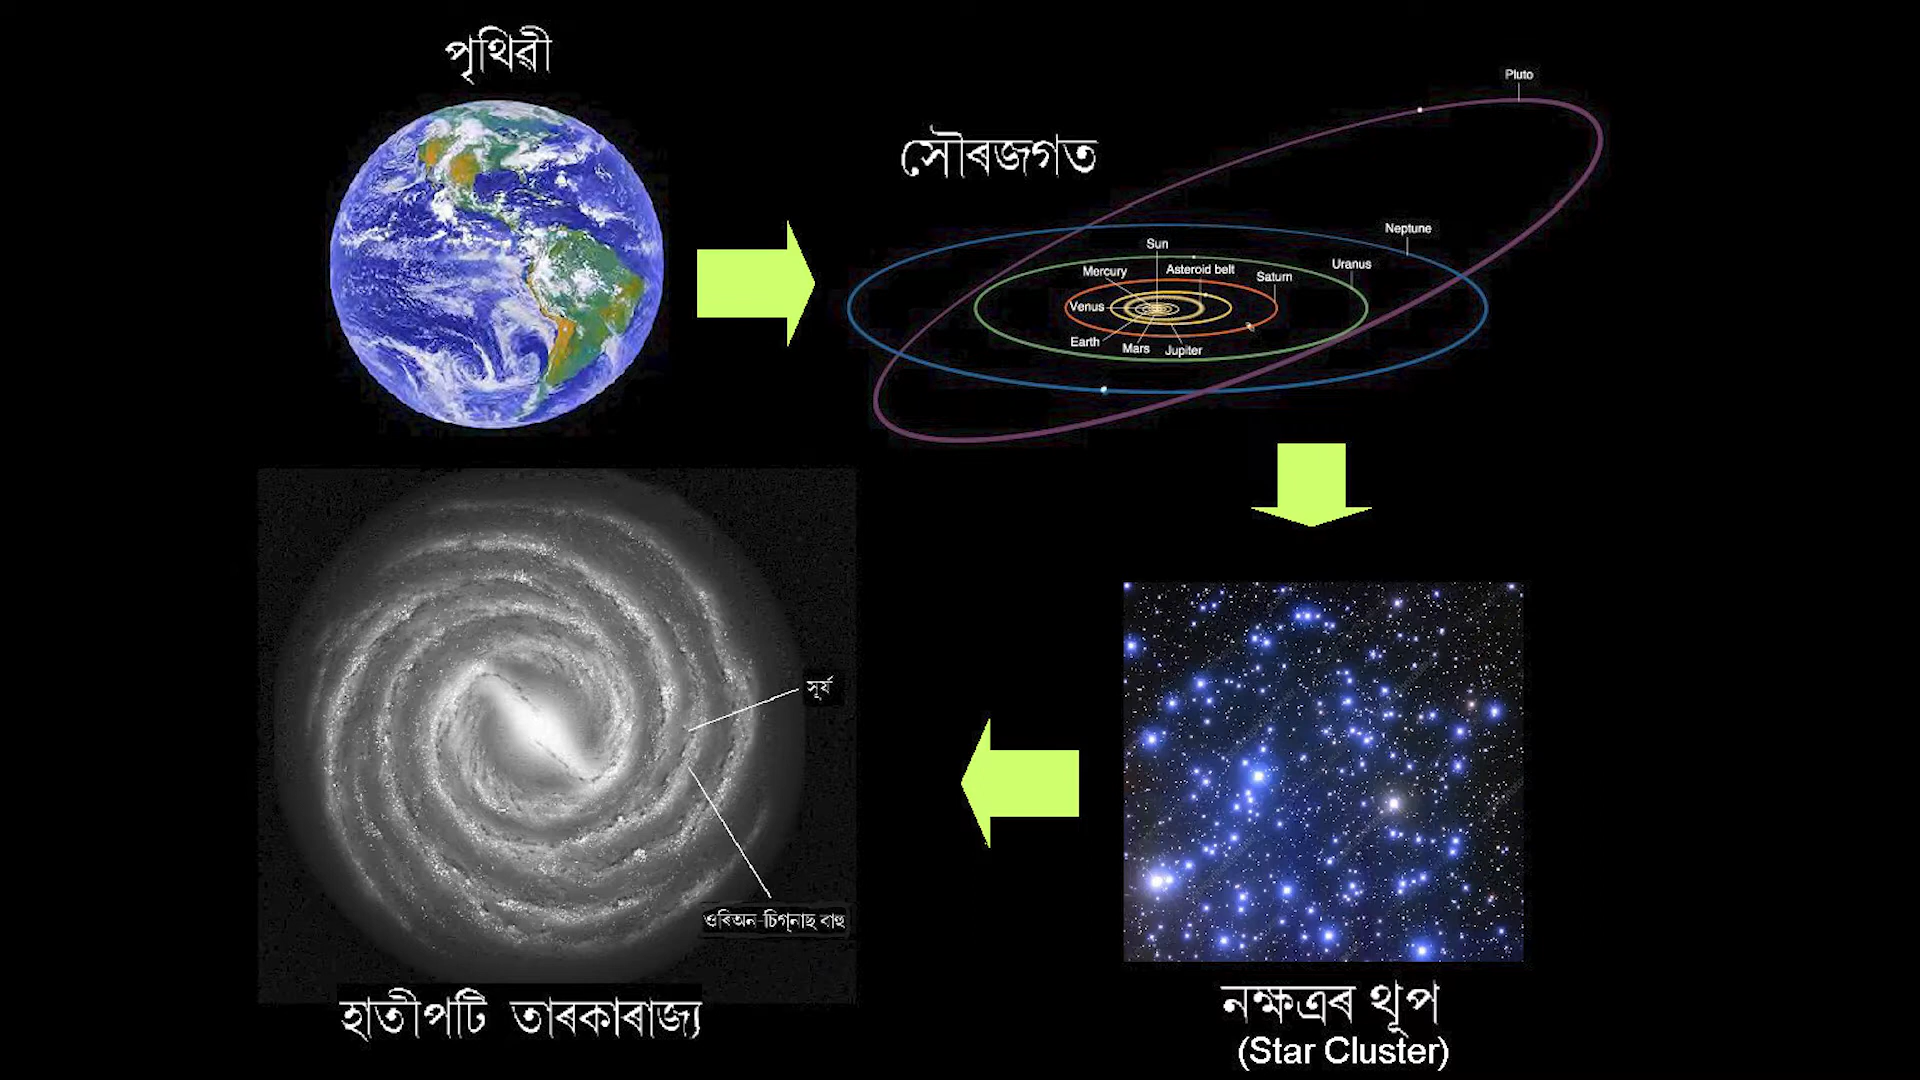 পৃথিৱী
সৌৰজগত
Pluto
Neptune
Sun
Uranus
Mercury
Asteroid belt
Saturn
Venus
Earth
Mars
Jupiter
সূৰ্য
ওৰিঅন-চিগ্‌নাছ বাহু
হাতীপটি তাৰকাৰাজ্য
নক্ষত্ৰৰ থূপ
(Star Cluster)